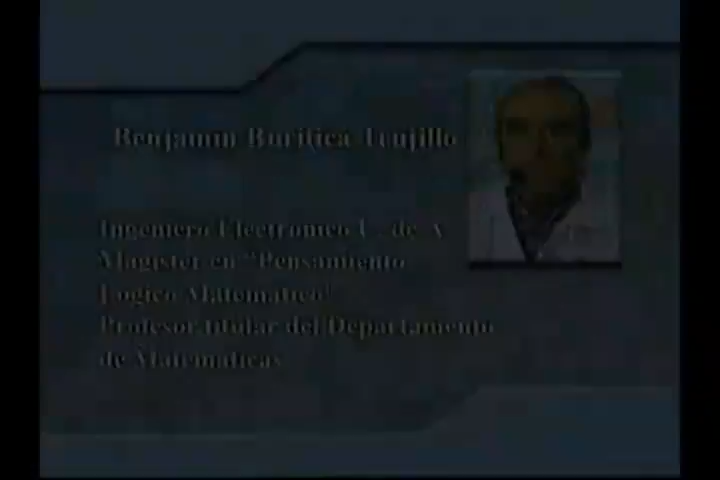 Benjamin Buritica Trujillo
Ingeniero Electronico U. de A
Magister en "Pensamiento
Logico Matematico"
Profesor titular del Departamento
de Matematicas